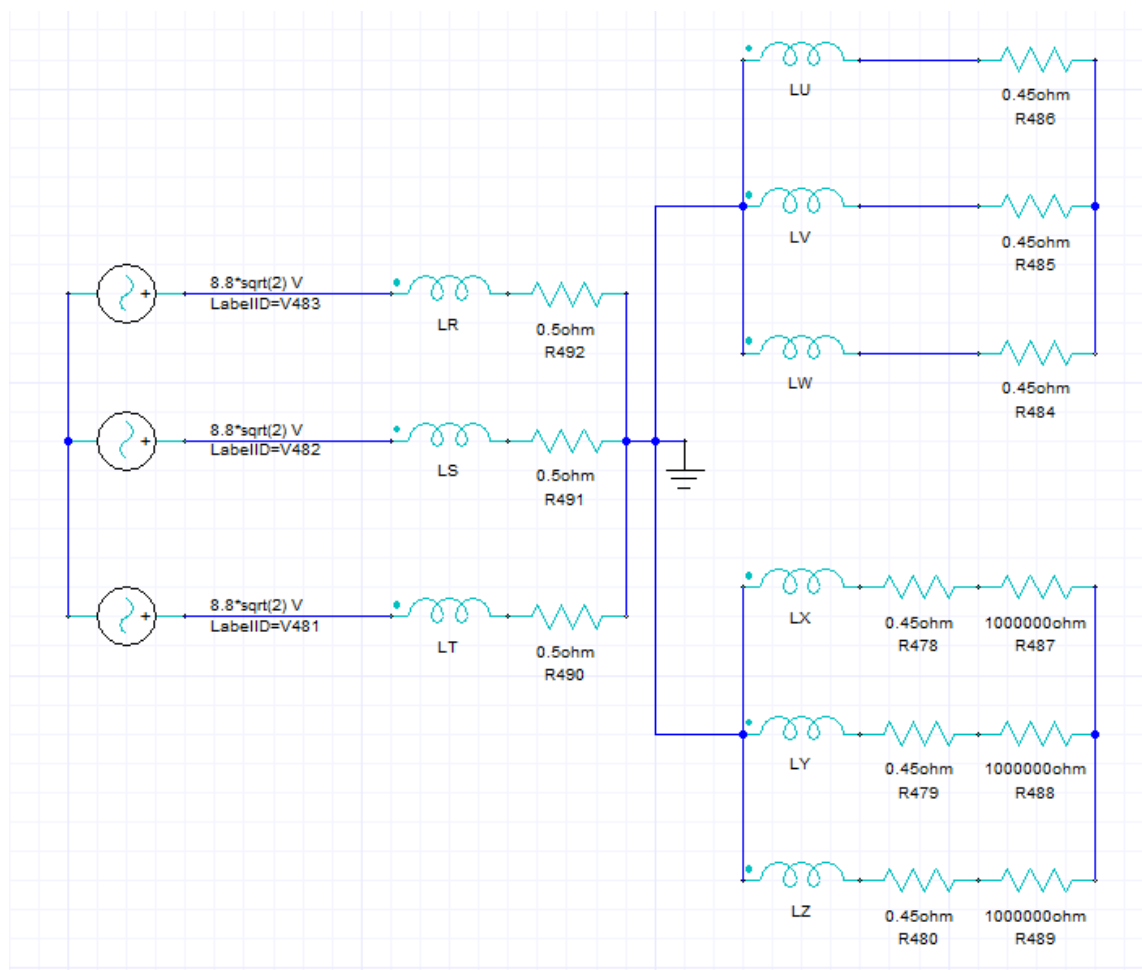 LU
0.45ohm
R486
LV
0.45ohm
R485
8.8*sqrt(2) V
LabelID=V483
LR
0.5ohm
R492
LW
0.45ohm
R484
8.8*sqrt(2) V
LabelID=V482
LS
0.5ohm
R491
8.8*sqrt(2) V
LabelID=V481
LT
0.5ohm
R490
LX
0.45ohm
R478
1000000ohm
R487
LY
0.45ohm
R479
1000000ohm
R488
LZ
0.45ohm
R480
1000000ohm
R489